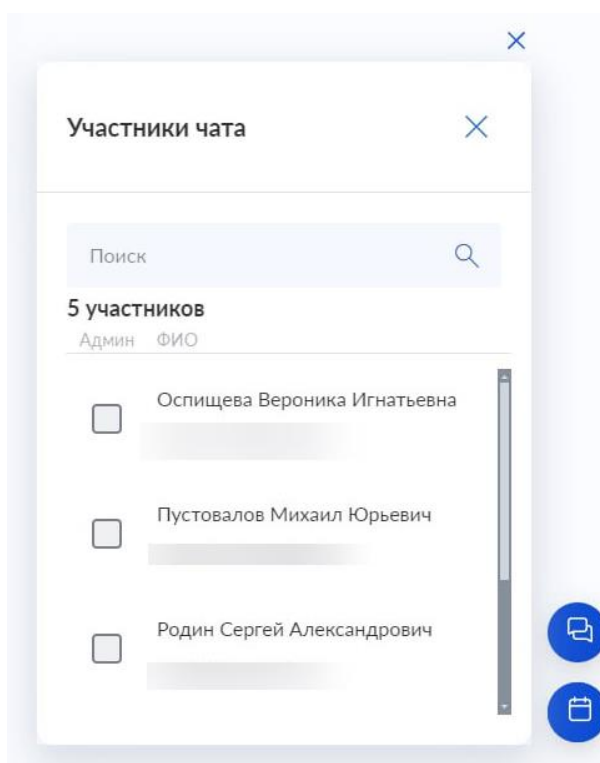 Участники чата
Поиск
5 участников
Админ ФИО
Оспищева Вероника Игнатьевна
Пустовалов Михаил Юрьевич
Родин Сергей Александрович